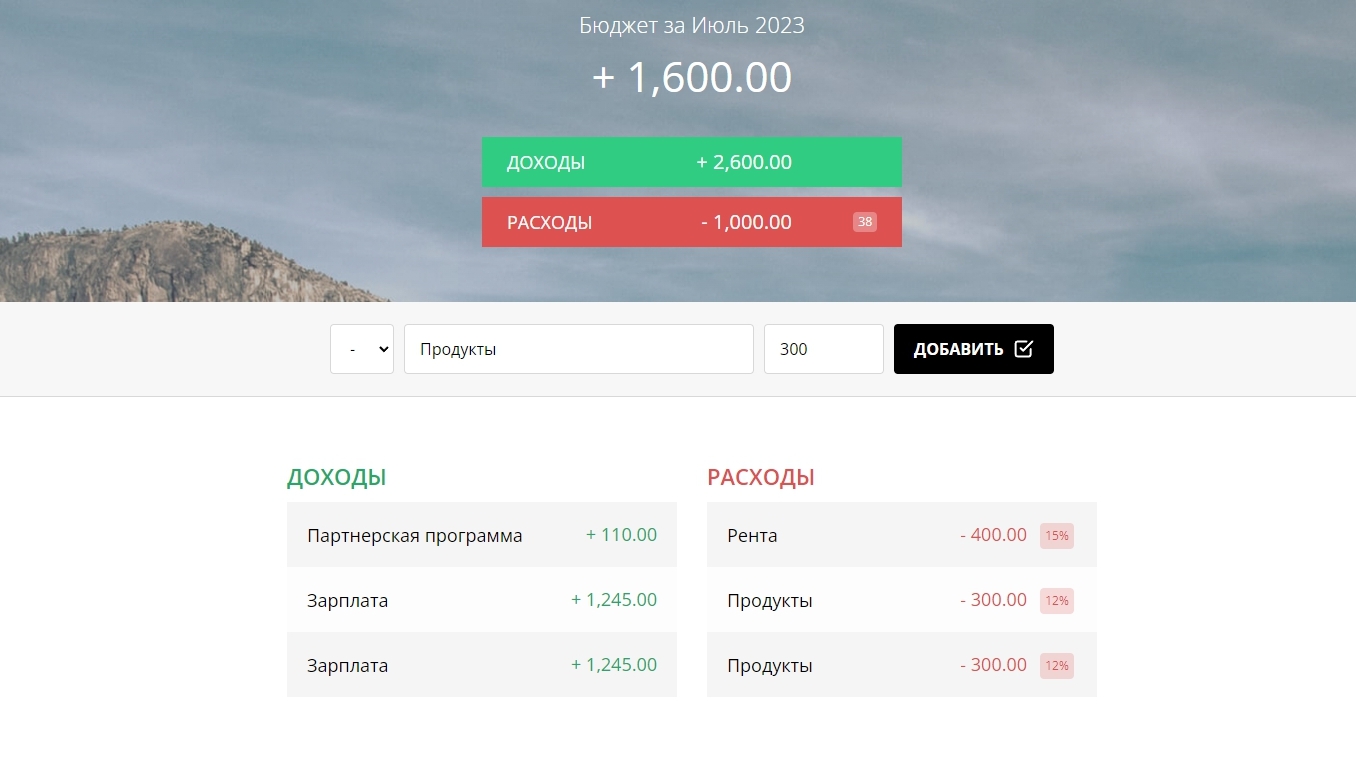 Бюджет за Июль 2023
+ 1,600.00
ДОХОДЫ + 2,600.00
РАСХОДЫ - 1,000.00 38
- Продукты 300 ДОБАВИТЬ
ДОХОДЫ
Партнерская программа + 110.00
Зарплата + 1,245.00
Зарплата + 1,245.00
РАСХОДЫ
Рента - 400.00 15%
Продукты - 300.00 12%
Продукты - 300.00 12%